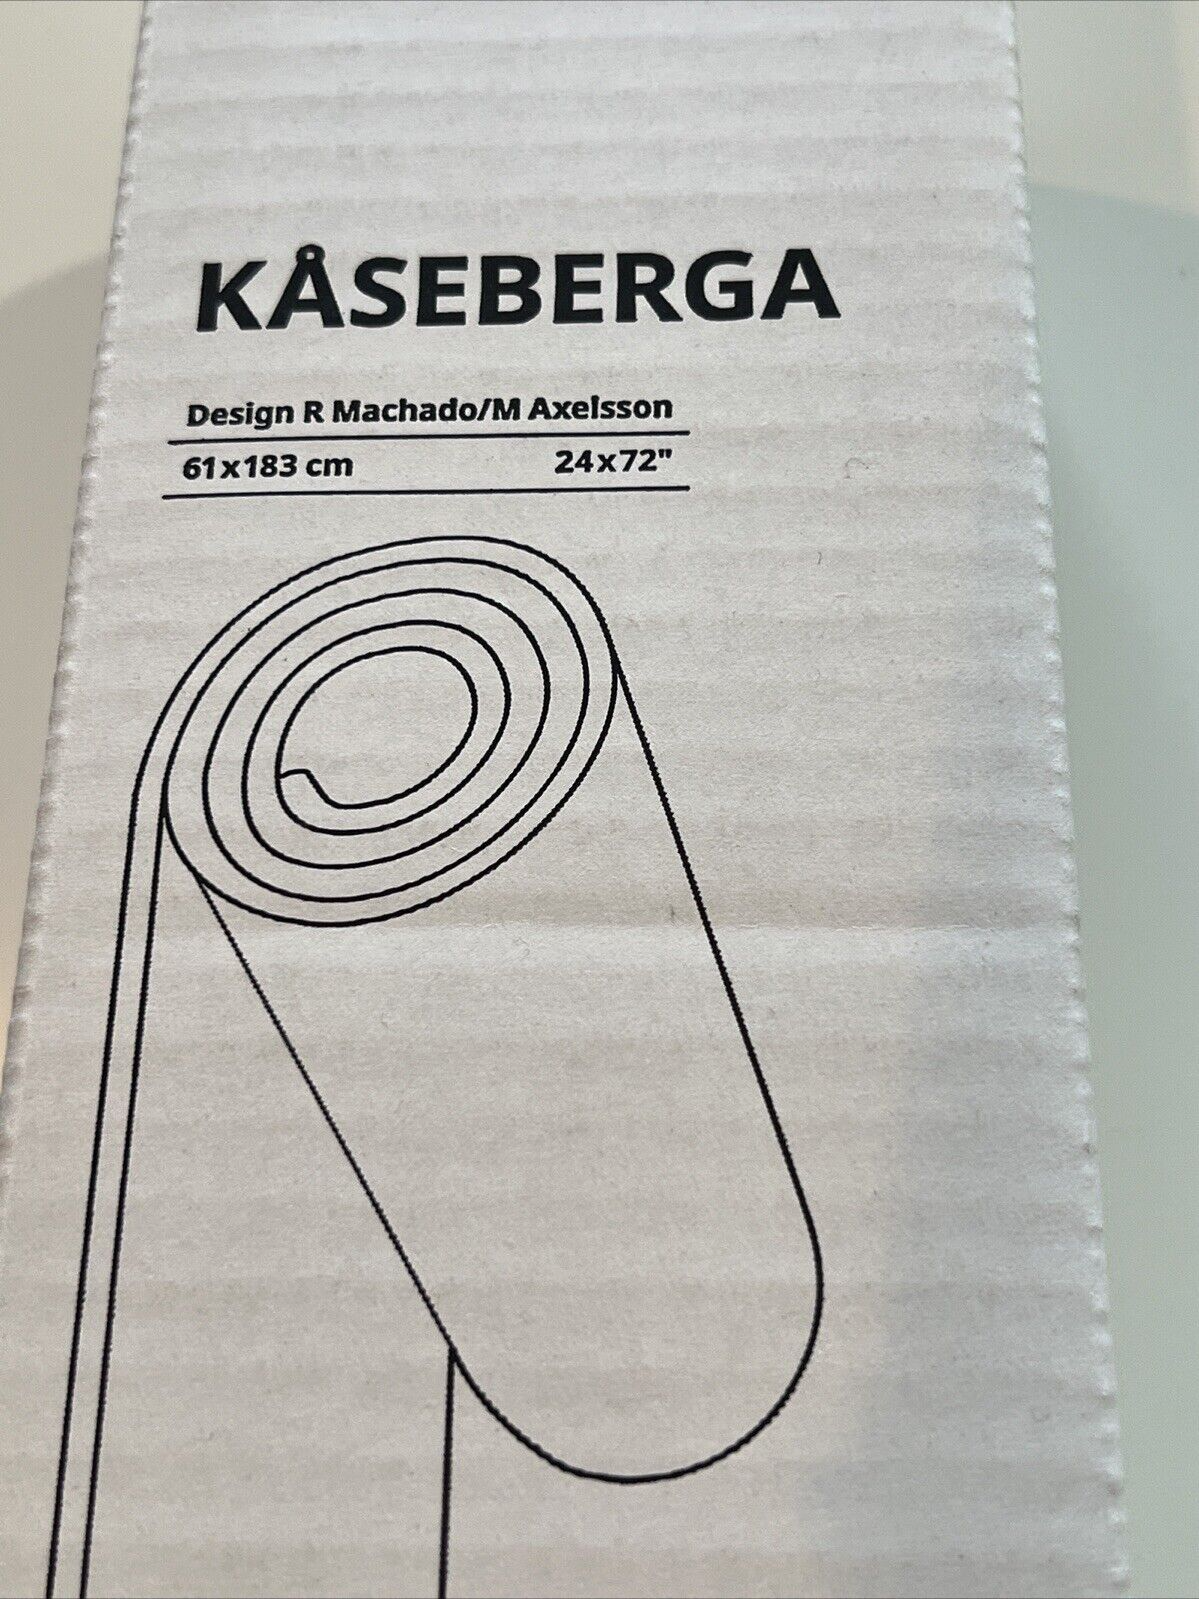 KÅSEBERGA
Design R Machado/M Axelsson
61x183 cm 24x72"